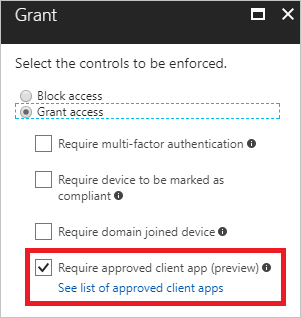 Grant
Select the controls to be enforced.
Block access
Grant access
Require multi-factor authentication
Require device to be marked as
compliant
Require domain joined device
Require approved client app (preview)
See list of approved client apps